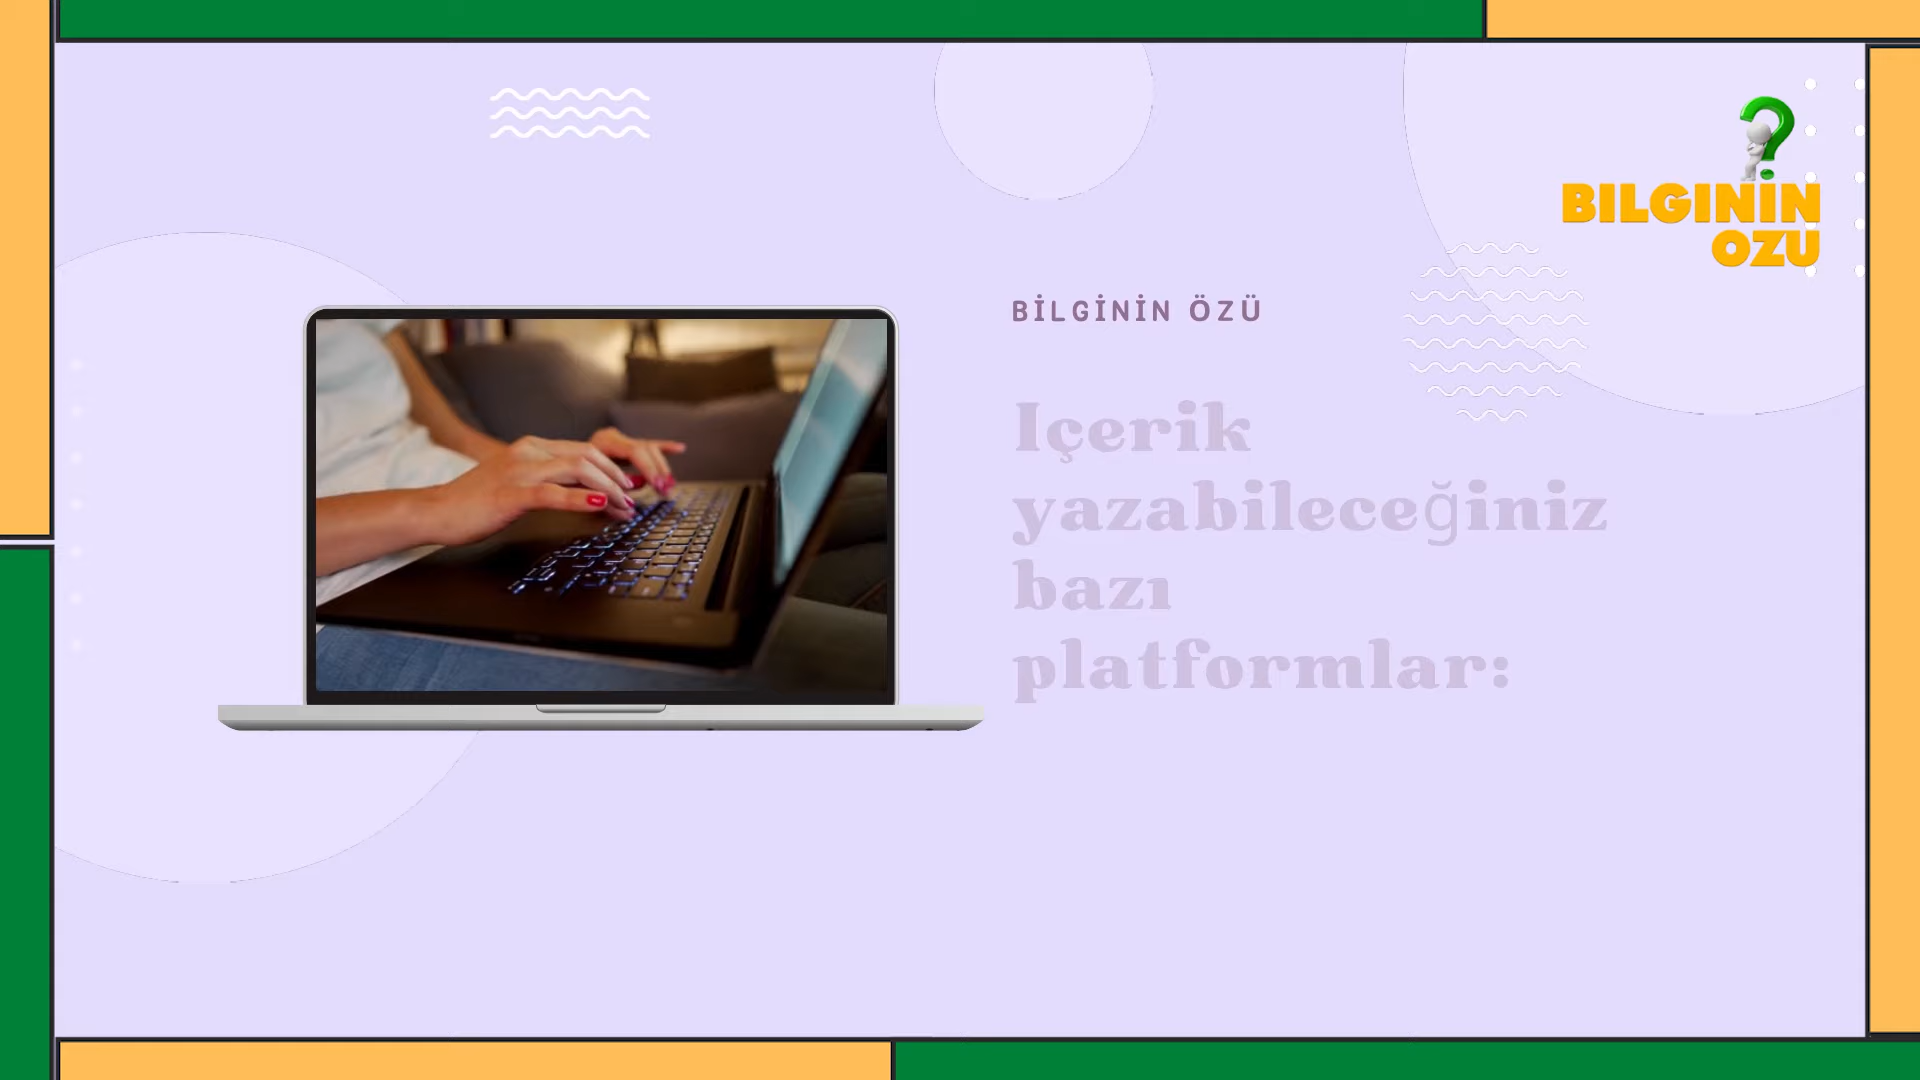 BILGININ
OZU
BİLGİNİN ÖZÜ
Içerik
yazabileceğiniz
bazı
platformlar: